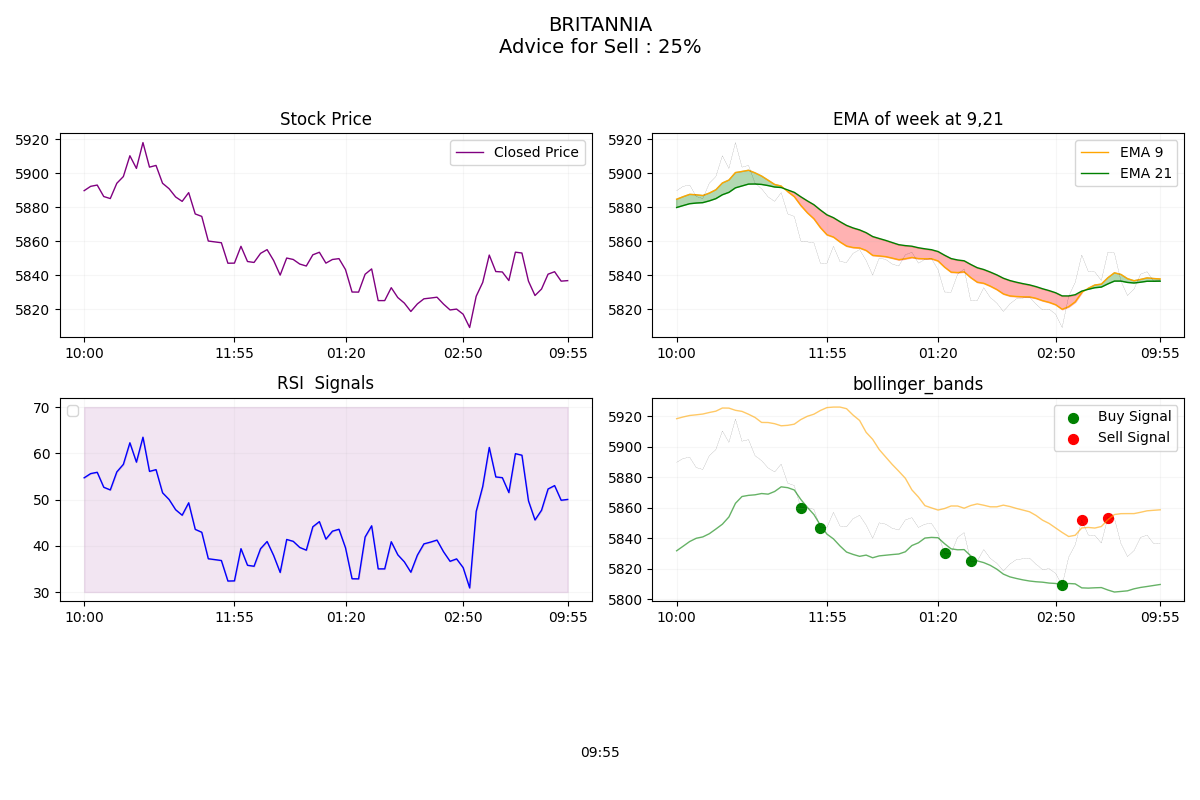 BRITANNIA
Advice for Sell : 25%
Stock Price
5920
5900
5880
5860
5840
5820
Closed Price
10:00 11:55 01:20 02:50 09:55
EMA of week at 9,21
5920
5900
5880
5860
5840
5820
EMA 9
EMA 21
10:00 11:55 01:20 02:50 09:55
RSI  Signals
70
60
50
40
30
10:00 11:55 01:20 02:50 09:55
bollinger_bands
5920
5900
5880
5860
5840
5820
5800
Buy Signal
Sell Signal
10:00 11:55 01:20 02:50 09:55
09:55